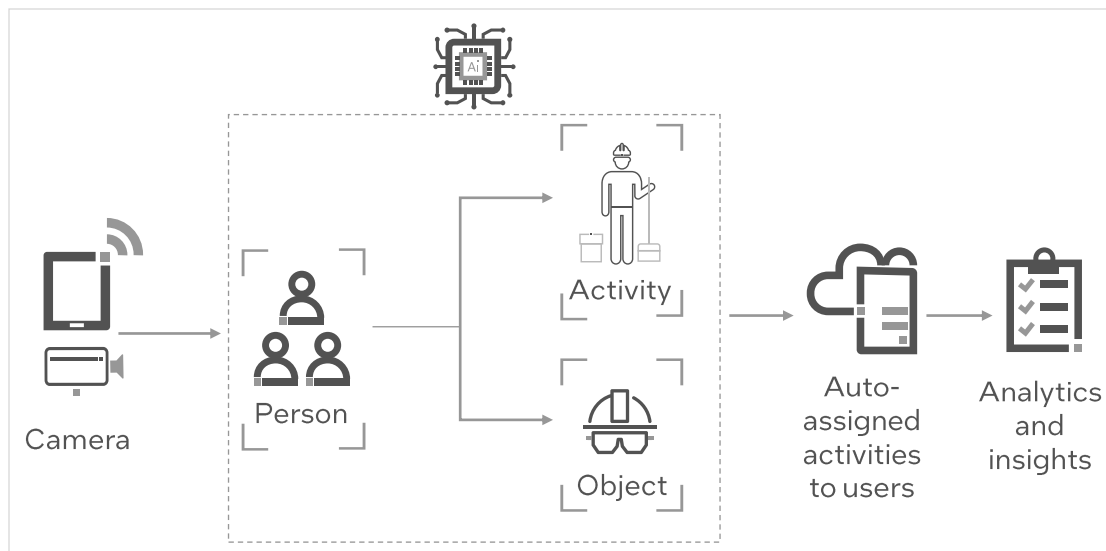 Ai
Camera
Person
Activity
Object
Auto-
assigned
activities
to users
Analytics
and
insights